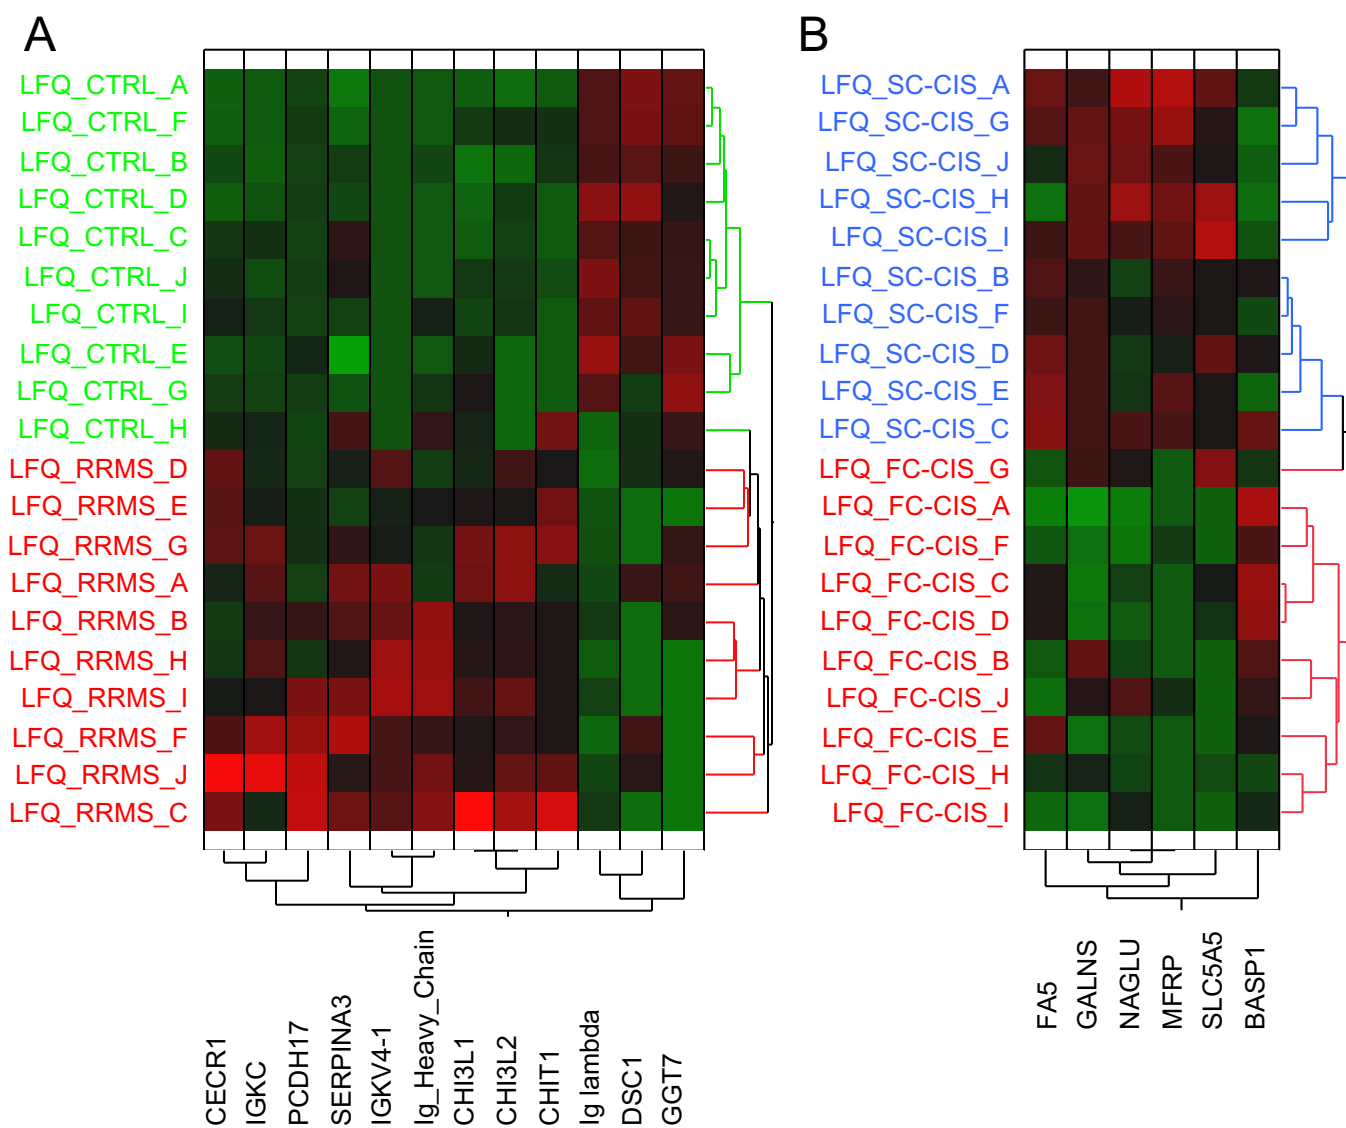 A
LFQ_CTRL_A
LFQ_CTRL_F
LFQ_CTRL_B
LFQ_CTRL_D
LFQ_CTRL_C
LFQ_CTRL_J
LFQ_CTRL_I
LFQ_CTRL_E
LFQ_CTRL_G
LFQ_CTRL_H
LFQ_RRMS_D
LFQ_RRMS_E
LFQ_RRMS_G
LFQ_RRMS_A
LFQ_RRMS_B
LFQ_RRMS_H
LFQ_RRMS_I
LFQ_RRMS_F
LFQ_RRMS_J
LFQ_RRMS_C
CECR1
IGKC
PCDH17
SERPINA3
IGKV4-1
Ig_Heavy_Chain
CHI3L1
CHI3L2
CHIT1
Ig lambda
DSC1
GGT7
B
LFQ_SC-CIS_A
LFQ_SC-CIS_G
LFQ_SC-CIS_J
LFQ_SC-CIS_H
LFQ_SC-CIS_I
LFQ_SC-CIS_B
LFQ_SC-CIS_F
LFQ_SC-CIS_D
LFQ_SC-CIS_E
LFQ_SC-CIS_C
LFQ_FC-CIS_G
LFQ_FC-CIS_A
LFQ_FC-CIS_F
LFQ_FC-CIS_C
LFQ_FC-CIS_D
LFQ_FC-CIS_B
LFQ_FC-CIS_J
LFQ_FC-CIS_E
LFQ_FC-CIS_H
LFQ_FC-CIS_I
FA5
GALNS
NAGLU
MFRP
SLC5A5
BASP1